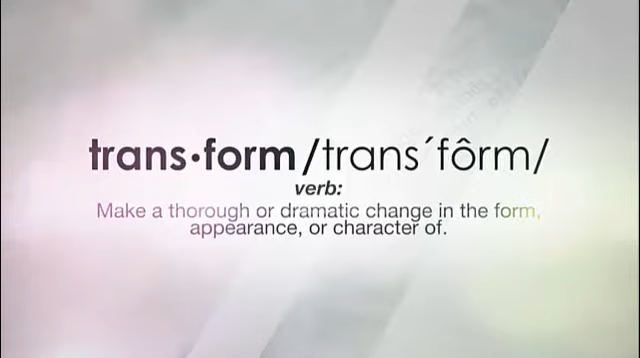 trans•form/trans´fôrm/
verb:
Make a thorough or dramatic change in the form,
appearance, or character of.